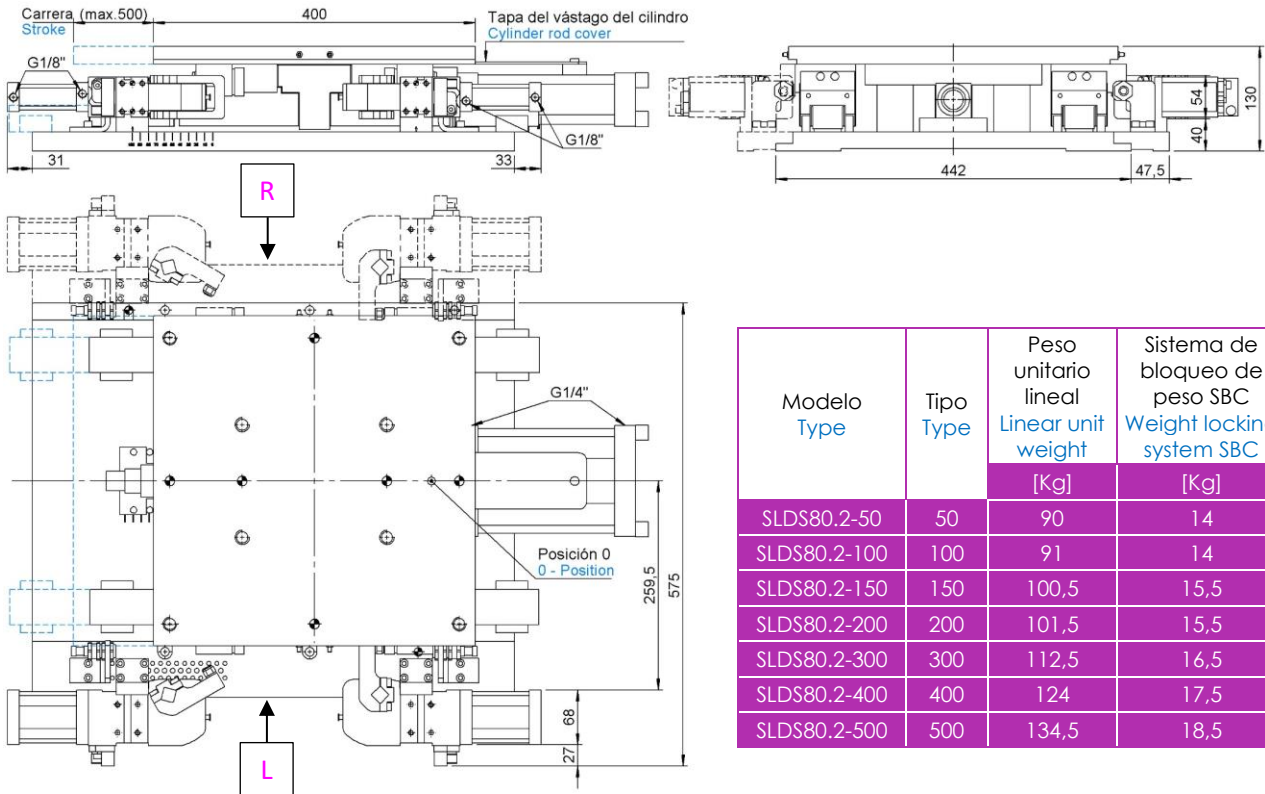 Carrera (max.500)
Stroke
400
Tapa del vástago del cilindro
Cylinder rod cover
G1/8"
G1/8"
31
33
54
40
130
442
47,5
R
G1/4"
Posición 0
0 - Position
259,5
575
68
27
L
Modelo
Type
Tipo
Type
Peso
unitario
lineal
Linear unit
weight
[Kg]
Sistema de
bloqueo de
peso SBC
Weight lockin
system SBC
[Kg]
SLDS80.2-50 50 90 14
SLDS80.2-100 100 91 14
SLDS80.2-150 150 100,5 15,5
SLDS80.2-200 200 101,5 15,5
SLDS80.2-300 300 112,5 16,5
SLDS80.2-400 400 124 17,5
SLDS80.2-500 500 134,5 18,5